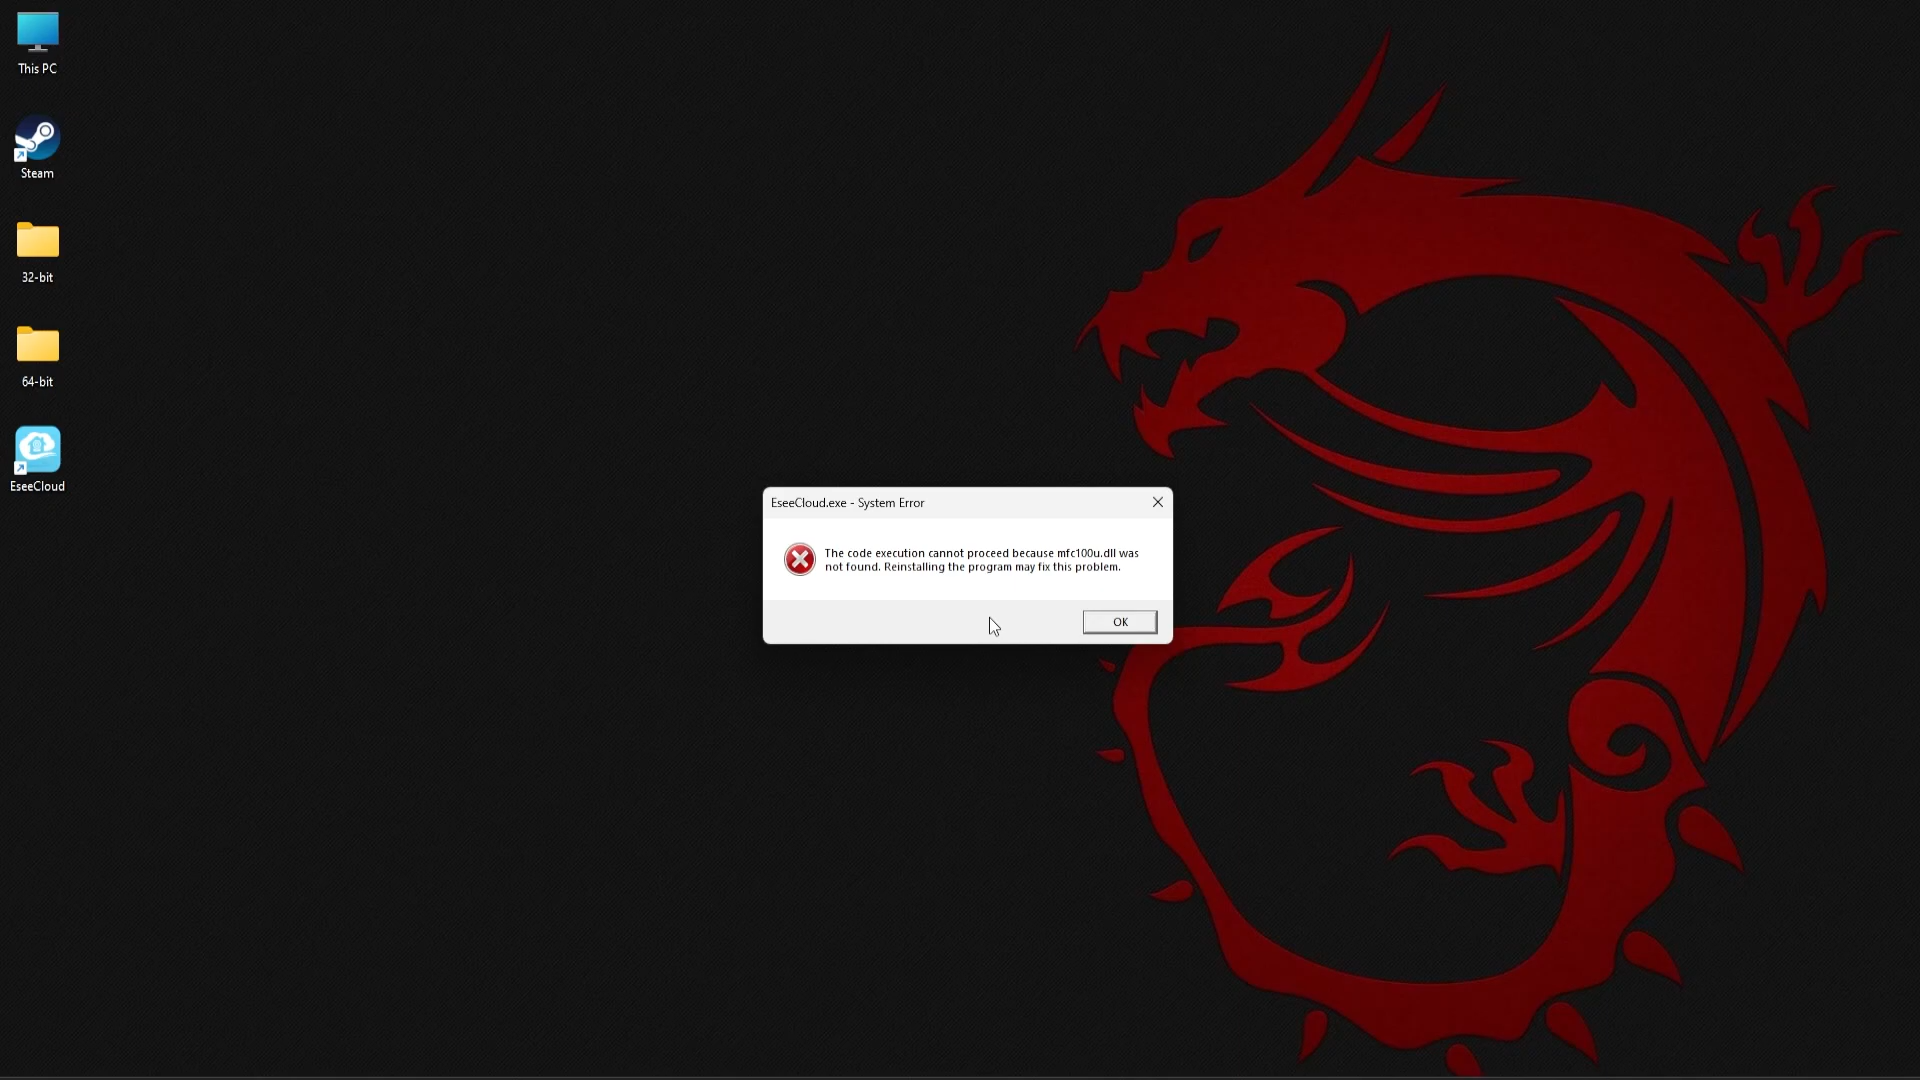 This PC
Steam
32-bit
64-bit
EseeCloud
EseeCloud.exe - System Error
The code execution cannot proceed because mfc100u.dll was
not found. Reinstalling the program may fix this problem.
OK